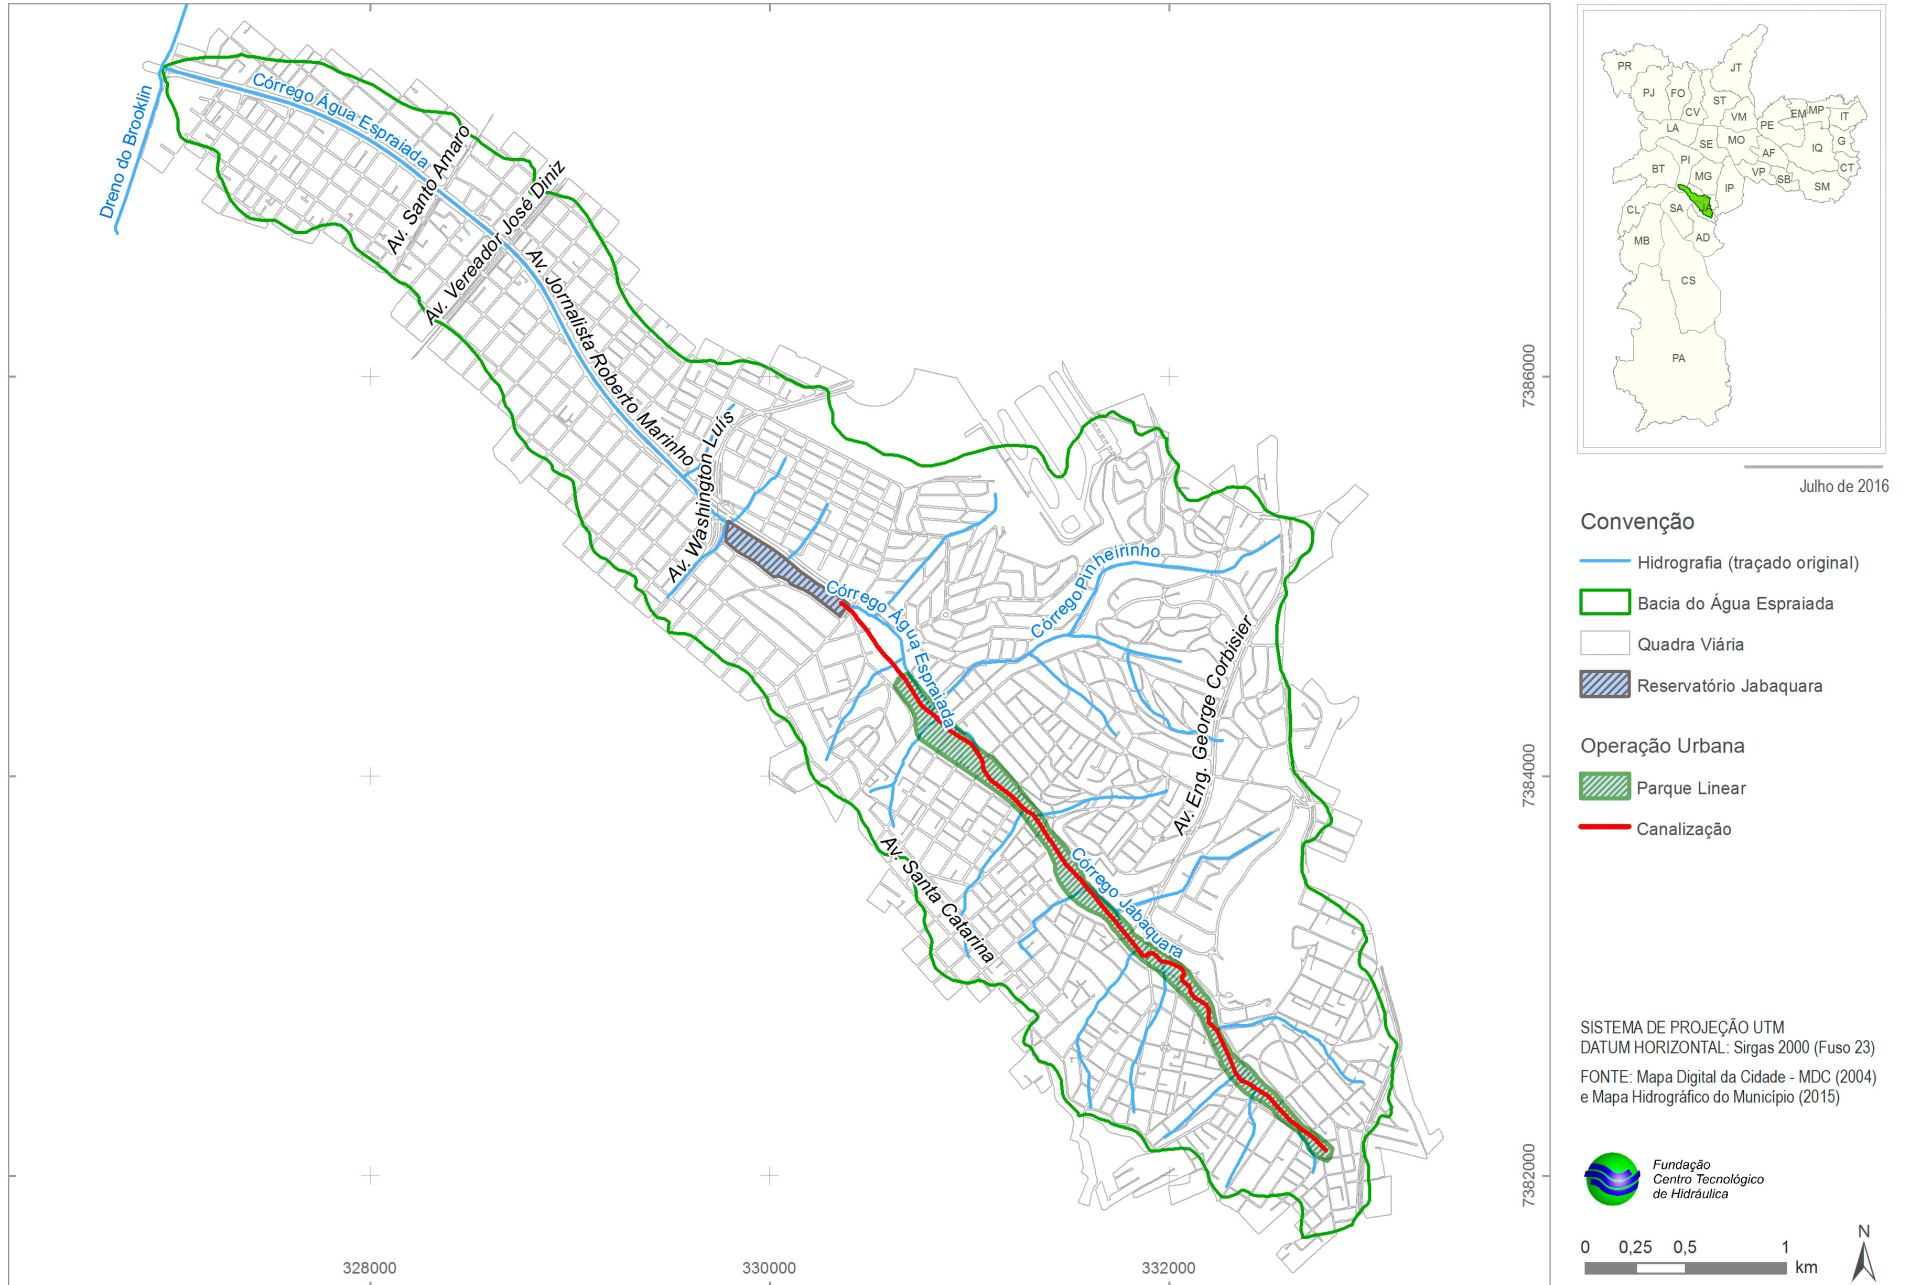 Dreno do Brooklin
Córrego Água Espraiada
Av. Santo Amaro
Av. Vereador José Diniz
Av. Jornalista Roberto Marinho
Av. Washington Luís
Córrego Água Espraiada
Córrego Pinheirinho
Av. Eng. George Corbisier
Av. Santa Catarina
Córrego Jabaquara
7386000
7384000
7382000
328000
330000
332000
PR
JT
PJ
FO
ST
CV
VM
EM
MP
IT
PE
LA
SE
MO
IQ
G
AF
PI
BT
MG
VP
SB
CT
IP
SM
CL
SA
JA
MB
AD
CS
PA
Julho de 2016
Convenção
Hidrografia (traçado original)
Bacia do Água Espraiada
Quadra Viária
Reservatório Jabaquara
Operação Urbana
Parque Linear
Canalização
SISTEMA DE PROJEÇÃO UTM
DATUM HORIZONTAL: Sirgas 2000 (Fuso 23)
FONTE: Mapa Digital da Cidade - MDC (2004)
e Mapa Hidrográfico do Município (2015)
Fundação
Centro Tecnológico
de Hidráulica
N
0 0,25 0,5 1 km